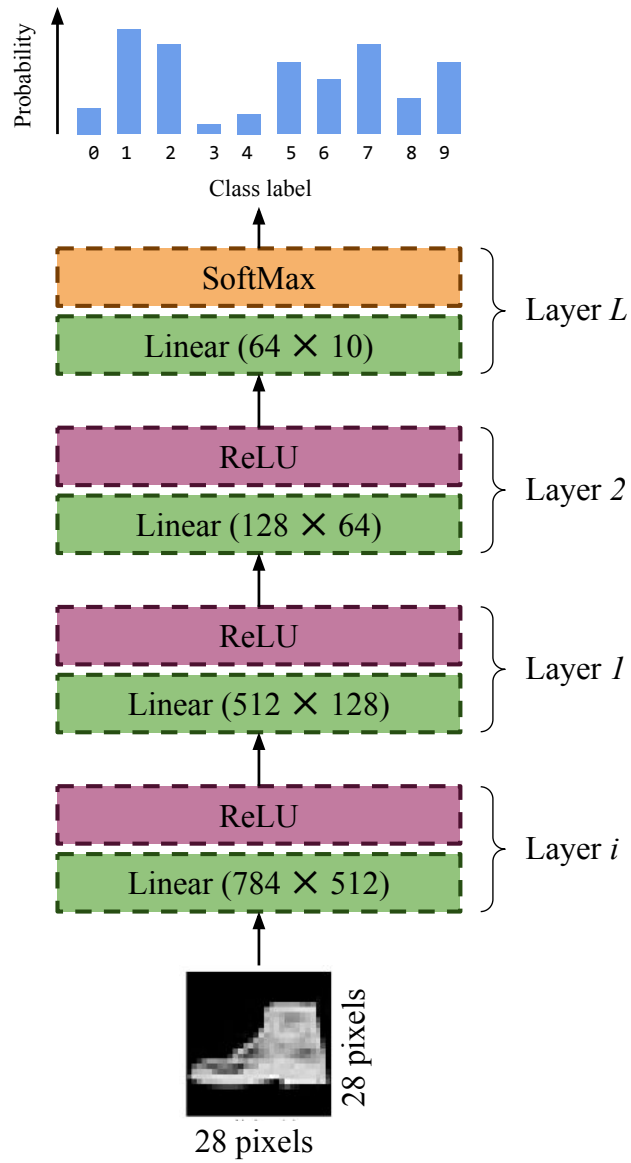 Probability
0 1 2 3 4 5 6 7 8 9
Class label
SoftMax
Linear (64 × 10)
Layer L
ReLU
Linear (128 × 64)
Layer 2
ReLU
Linear (512 × 128)
Layer 1
ReLU
Linear (784 × 512)
Layer i
28 pixels
28 pixels